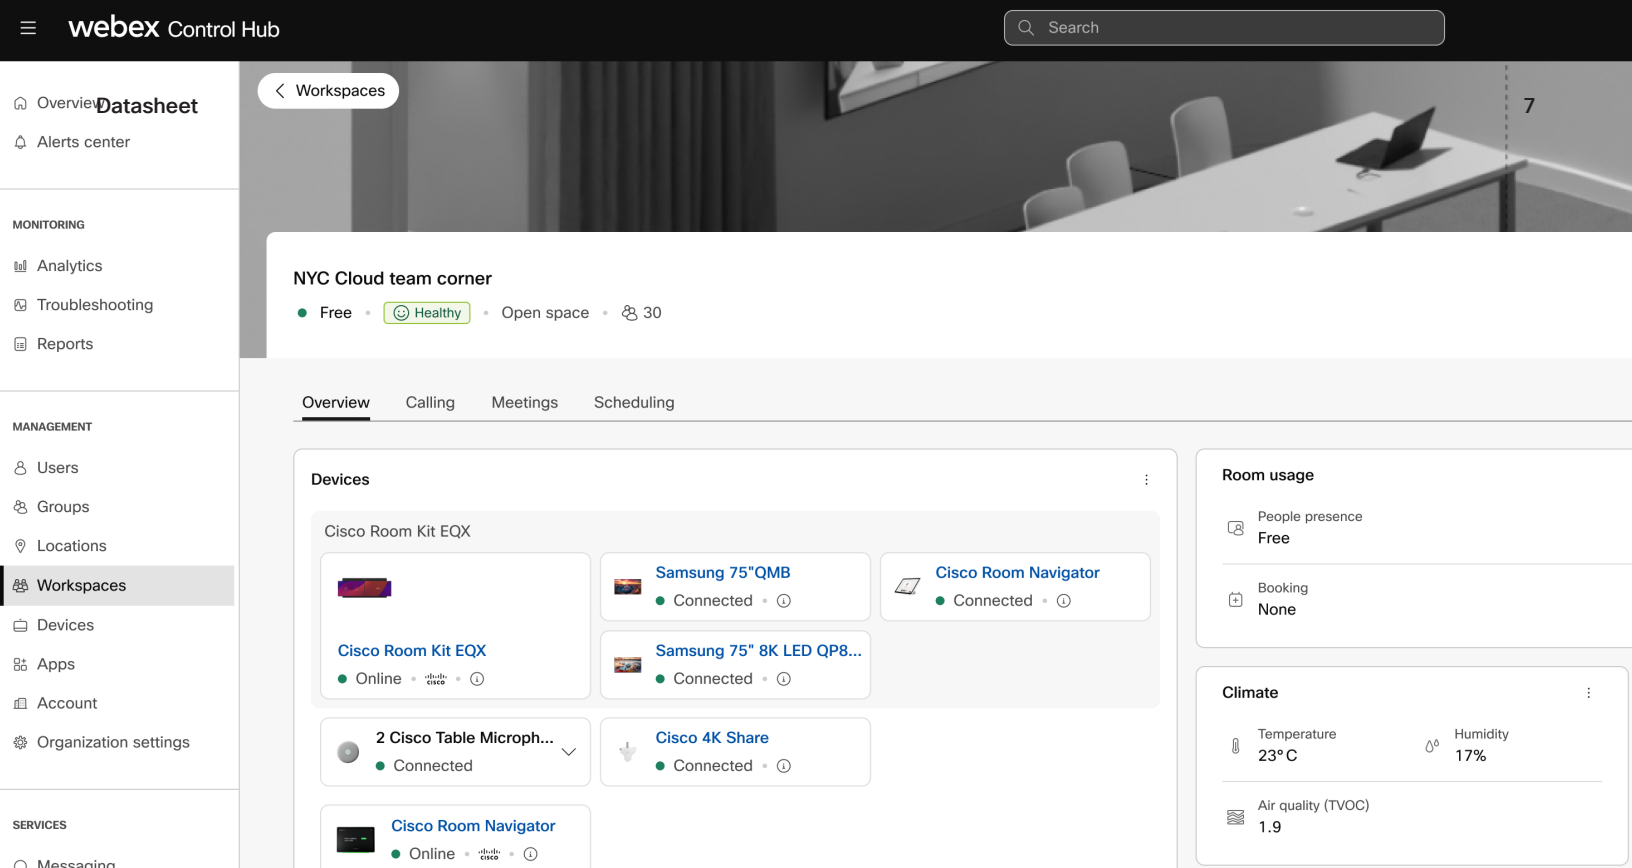 webex Control Hub
Search
Overview
Datasheet
7
Alerts center
MONITORING
Analytics
Troubleshooting
Reports
MANAGEMENT
Users
Groups
Locations
Workspaces
Devices
Apps
Account
Organization settings
SERVICES
Messaging
Workspaces
NYC Cloud team corner
Free
Healthy
Open space
30
Overview
Calling
Meetings
Scheduling
Devices
Cisco Room Kit EQX
Cisco Room Kit EQX
Online
cisco
Samsung 75"QMB
Connected
Cisco Room Navigator
Connected
Samsung 75" 8K LED QP8...
Connected
2 Cisco Table Microph...
Connected
Cisco 4K Share
Connected
Cisco Room Navigator
Online
cisco
Room usage
People presence
Free
Booking
None
Climate
Temperature
23° C
Humidity
17%
Air quality (TVOC)
1.9